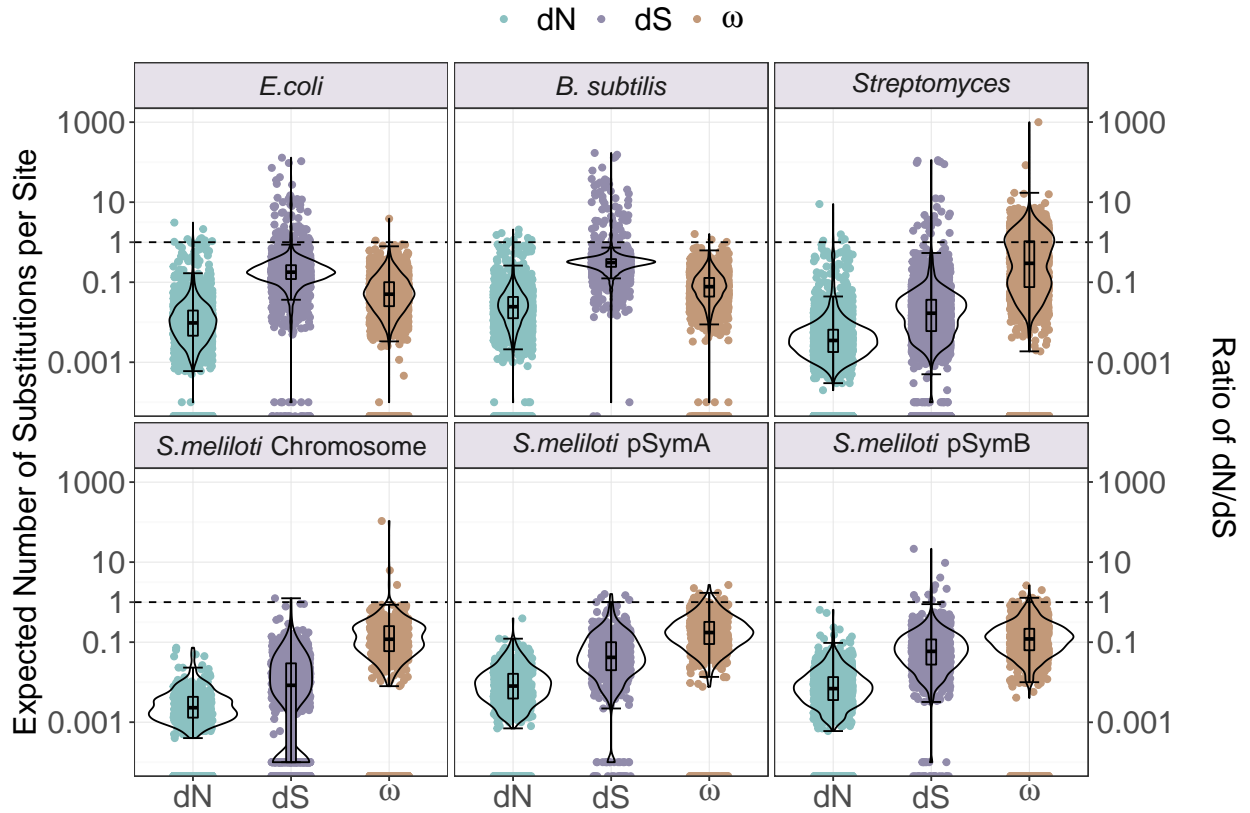 dN dS ω
E.coli B. subtilis Streptomyces
1000 1000
10 10
1 1
0.1 0.1
0.001 0.001
S.meliloti Chromosome S.meliloti pSymA S.meliloti pSymB
1000 1000
10 10
1 1
0.1 0.1
0.001 0.001
dN dS ω dN dS ω dN dS ω
Expected Number of Substitutions per Site
Ratio of dN/dS